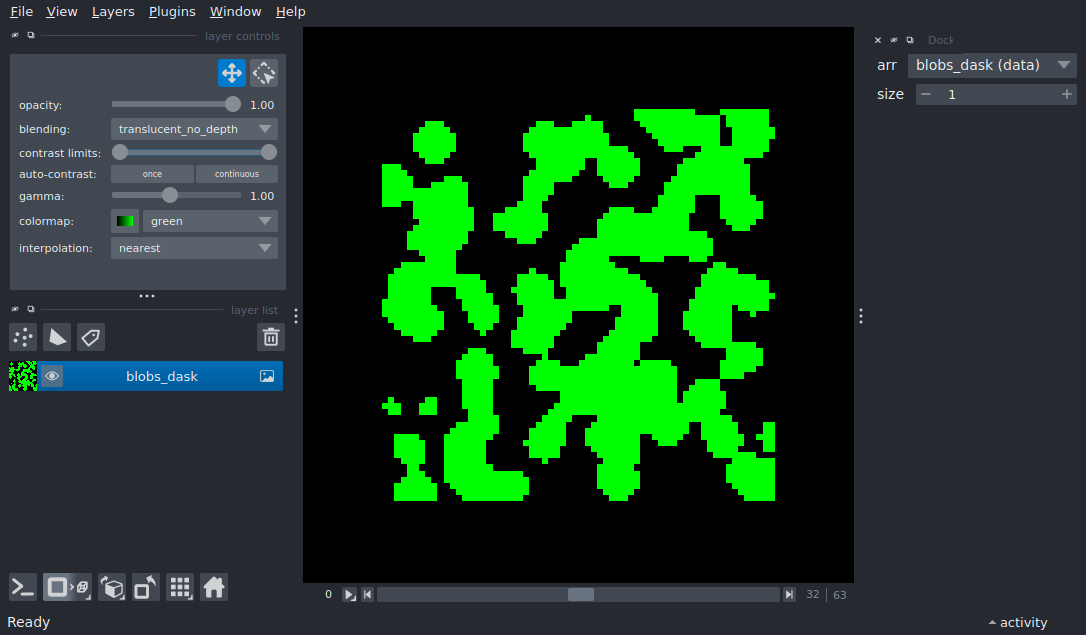 File View Layers Plugins Window Help
layer controls
opacity: 1.00
blending: translucent_no_depth
contrast limits:
auto-contrast: once continuous
gamma: 1.00
colormap: green
interpolation: nearest
layer list
blobs_dask
Dock
arr blobs_dask (data)
size − 1 +
0 32 | 63
Ready
activity